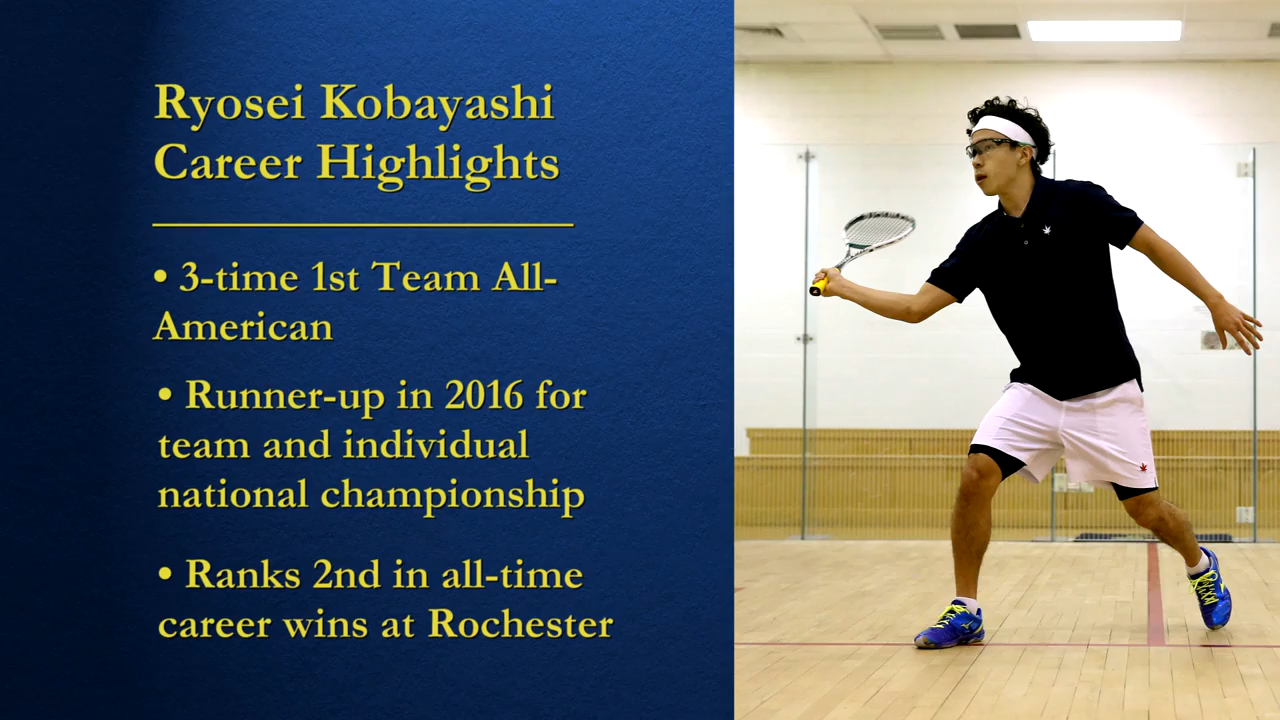 Ryosei Kobayashi
Career Highlights
• 3-time 1st Team All-
American
• Runner-up in 2016 for
team and individual
national championship
• Ranks 2nd in all-time
career wins at Rochester